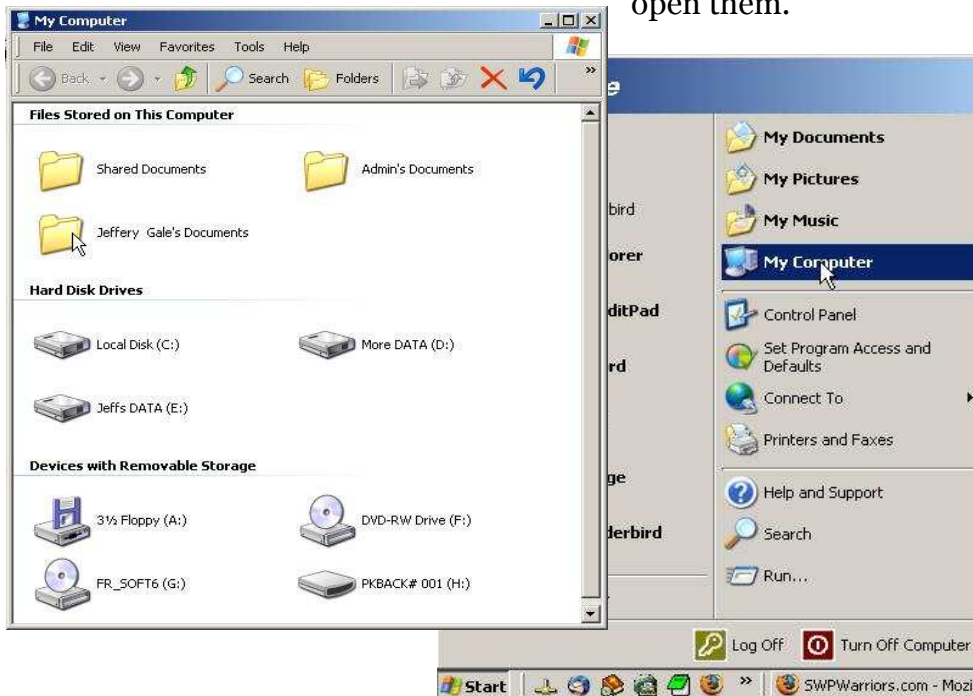 open them.
My Computer
File Edit View Favorites Tools Help
Back Search Folders »
Files Stored on This Computer
Shared Documents Admin's Documents
Jeffery Gale's Documents
Hard Disk Drives
Local Disk (C:) More DATA (D:)
Jeffs DATA (E:)
Devices with Removable Storage
3½ Floppy (A:) DVD-RW Drive (F:)
FR_SOFT6 (G:) PKBACK# 001 (H:)
e
bird
orer
ditPad
rd
ge
derbird
My Documents
My Pictures
My Music
My Computer
Control Panel
Set Program Access and
Defaults
Connect To
Printers and Faxes
Help and Support
Search
Run...
Log Off Turn Off Computer
Start » SWPWarriors.com - Mozi